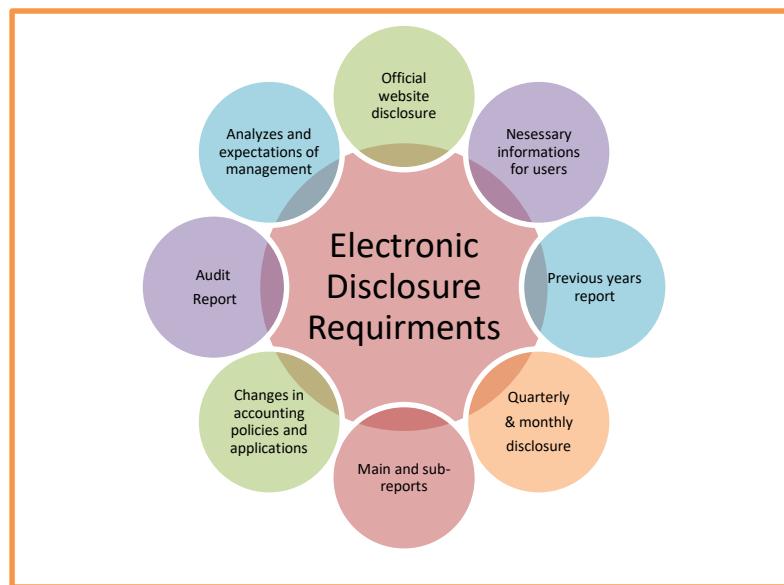 Official
website
disclosure
Nesessary
informations
for users
Previous years
report
Quarterly
& monthly
disclosure
Main and sub-
reports
Changes in
accounting
policies and
applications
Audit
Report
Analyzes and
expectations of
management
Electronic
Disclosure
Requirments